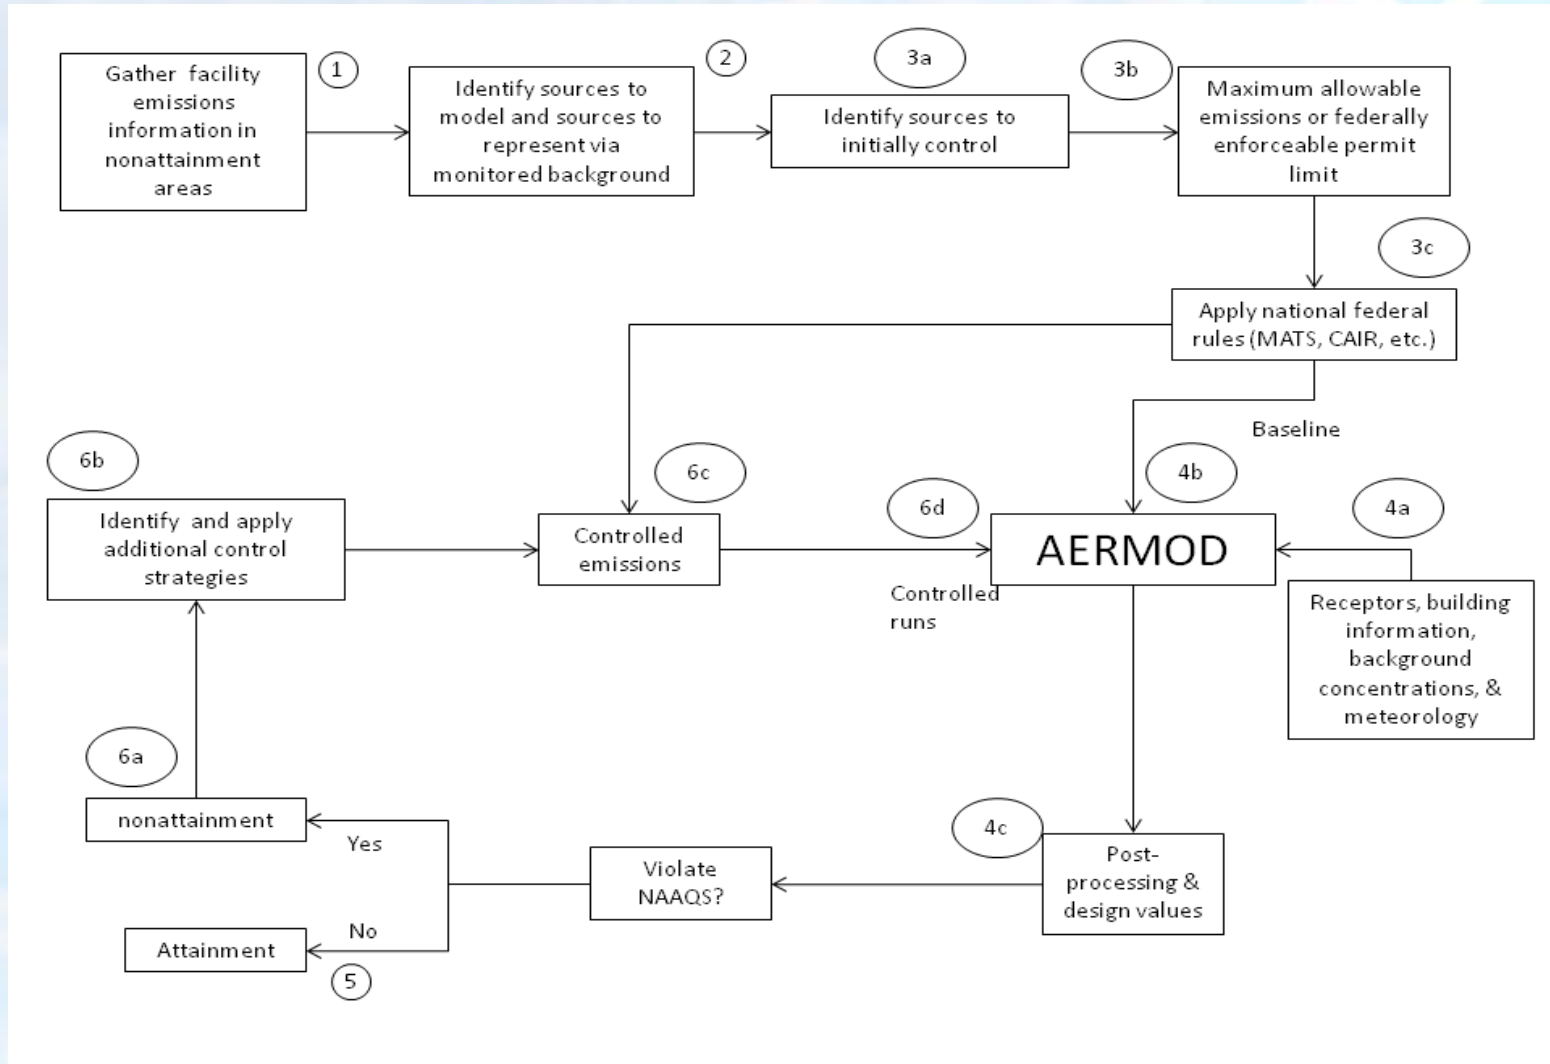 Gather facility
emissions
information in
nonattainment
areas
1
Identify sources to
model and sources to
represent via
monitored background
2
3a
Identify sources to
initially control
3b
Maximum allowable
emissions or federally
enforceable permit
limit
3c
Apply national federal
rules (MATS, CAIR, etc.)
Baseline
6b
Identify and apply
additional control
strategies
6c
Controlled
emissions
6d
Controlled
runs
4b
AERMOD
4a
Receptors, building
information,
background
concentrations, &
meteorology
6a
nonattainment
Yes
Violate
NAAQS?
4c
Post-
processing &
design values
No
Attainment
5